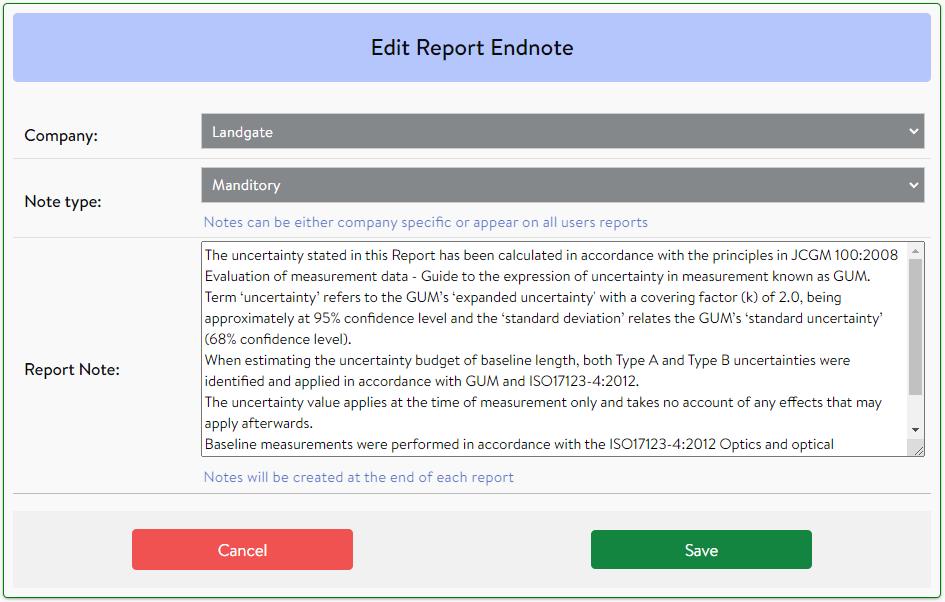 Edit Report Endnote
Company:
Landgate
Note type:
Manditory
Notes can be either company specific or appear on all users reports
Report Note:
The uncertainty stated in this Report has been calculated in accordance with the principles in JCGM 100:2008
Evaluation of measurement data - Guide to the expression of uncertainty in measurement known as GUM.
Term ‘uncertainty’ refers to the GUM’s ‘expanded uncertainty' with a covering factor (k) of 2.0, being
approximately at 95% confidence level and the ‘standard deviation’ relates the GUM’s ‘standard uncertainty’
(68% confidence level).
When estimating the uncertainty budget of baseline length, both Type A and Type B uncertainties were
identified and applied in accordance with GUM and ISO17123-4:2012.
The uncertainty value applies at the time of measurement only and takes no account of any effects that may
apply afterwards.
Baseline measurements were performed in accordance with the ISO17123-4:2012 Optics and optical
Notes will be created at the end of each report
Cancel
Save